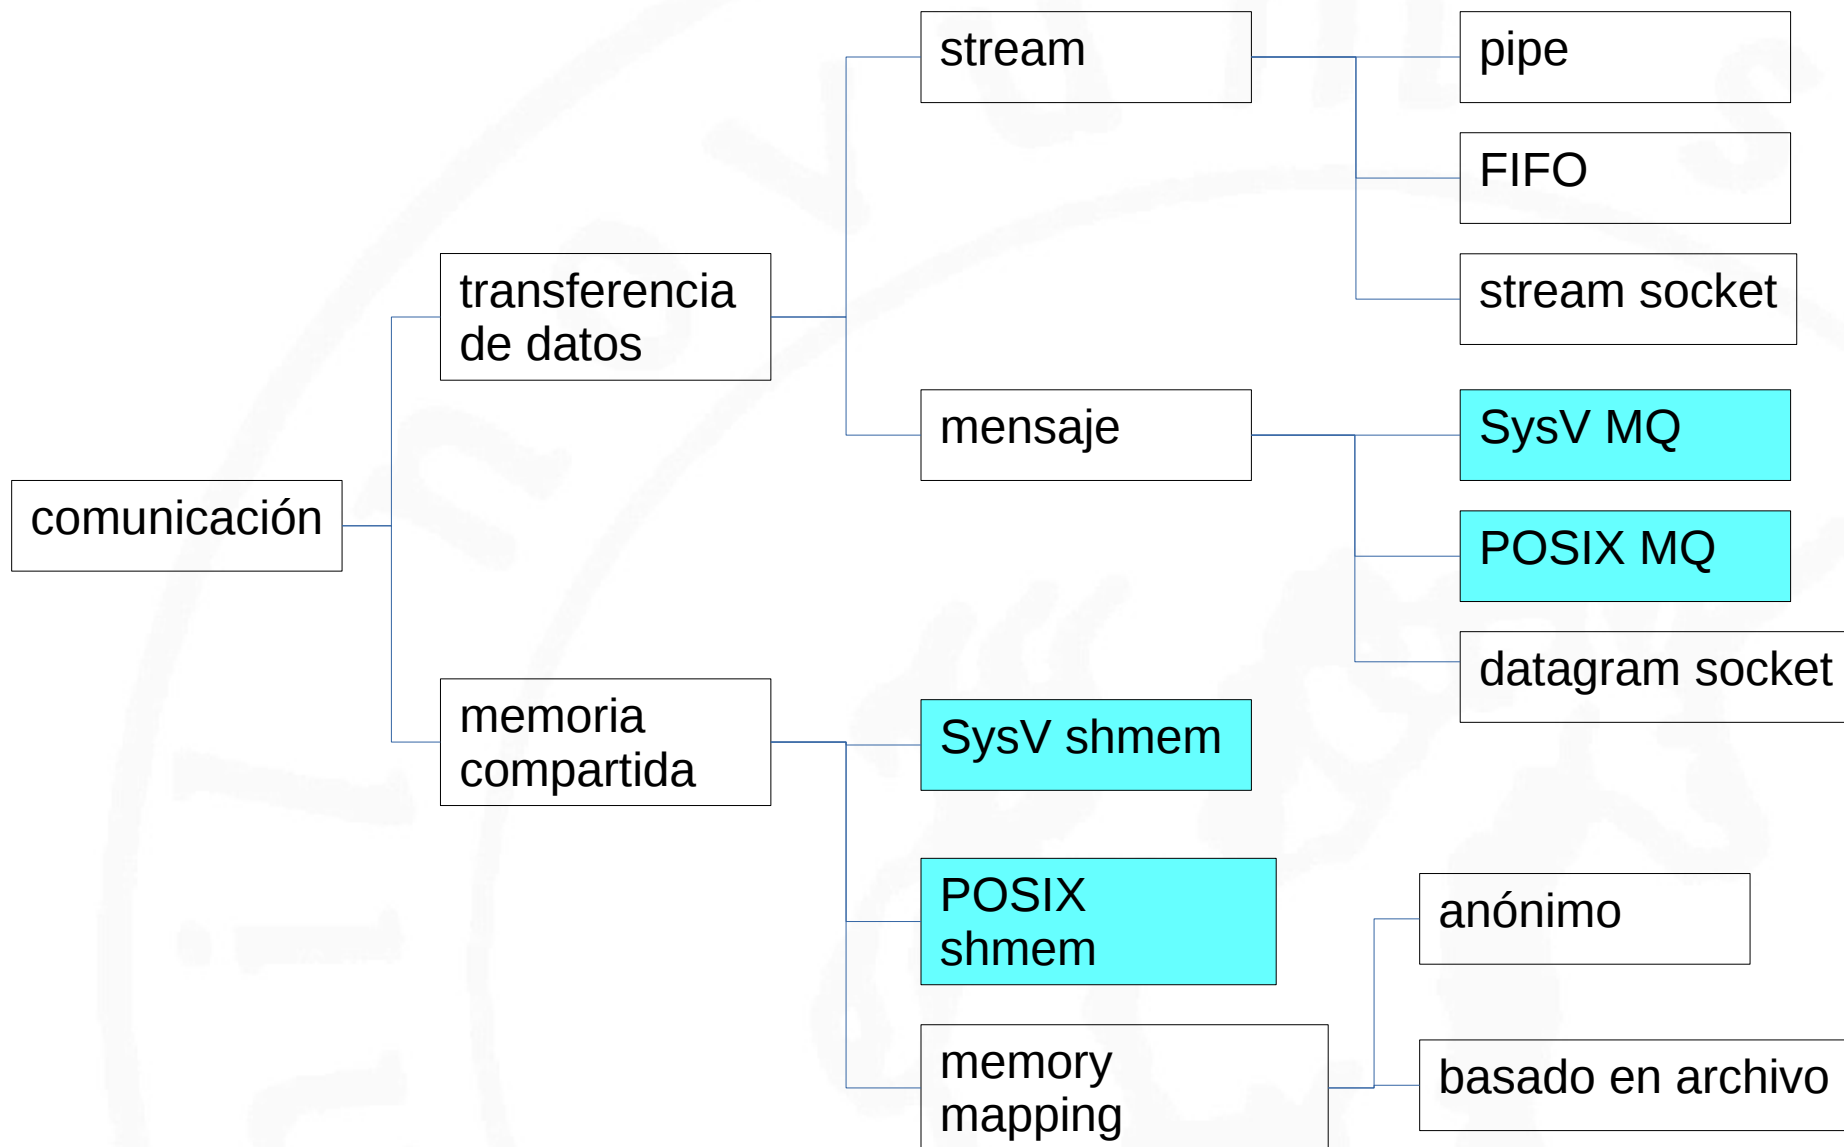 stream
pipe
FIFO
stream socket
transferencia
de datos
mensaje
SysV MQ
POSIX MQ
datagram socket
comunicación
memoria
compartida
SysV shmem
POSIX
shmem
anónimo
memory
mapping
basado en archivo